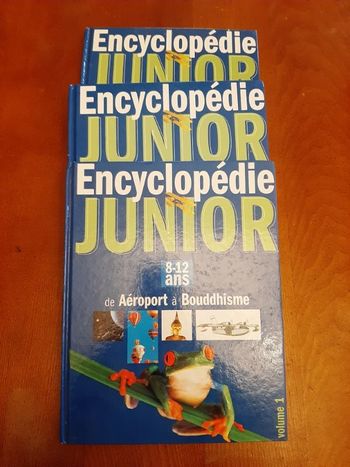 Encyclopédie
JUNIOR
Encyclopédie
JUNIOR
Encyclopédie
JUNIOR
8-12
ans
de Aéroport à Bouddhisme
volume 1